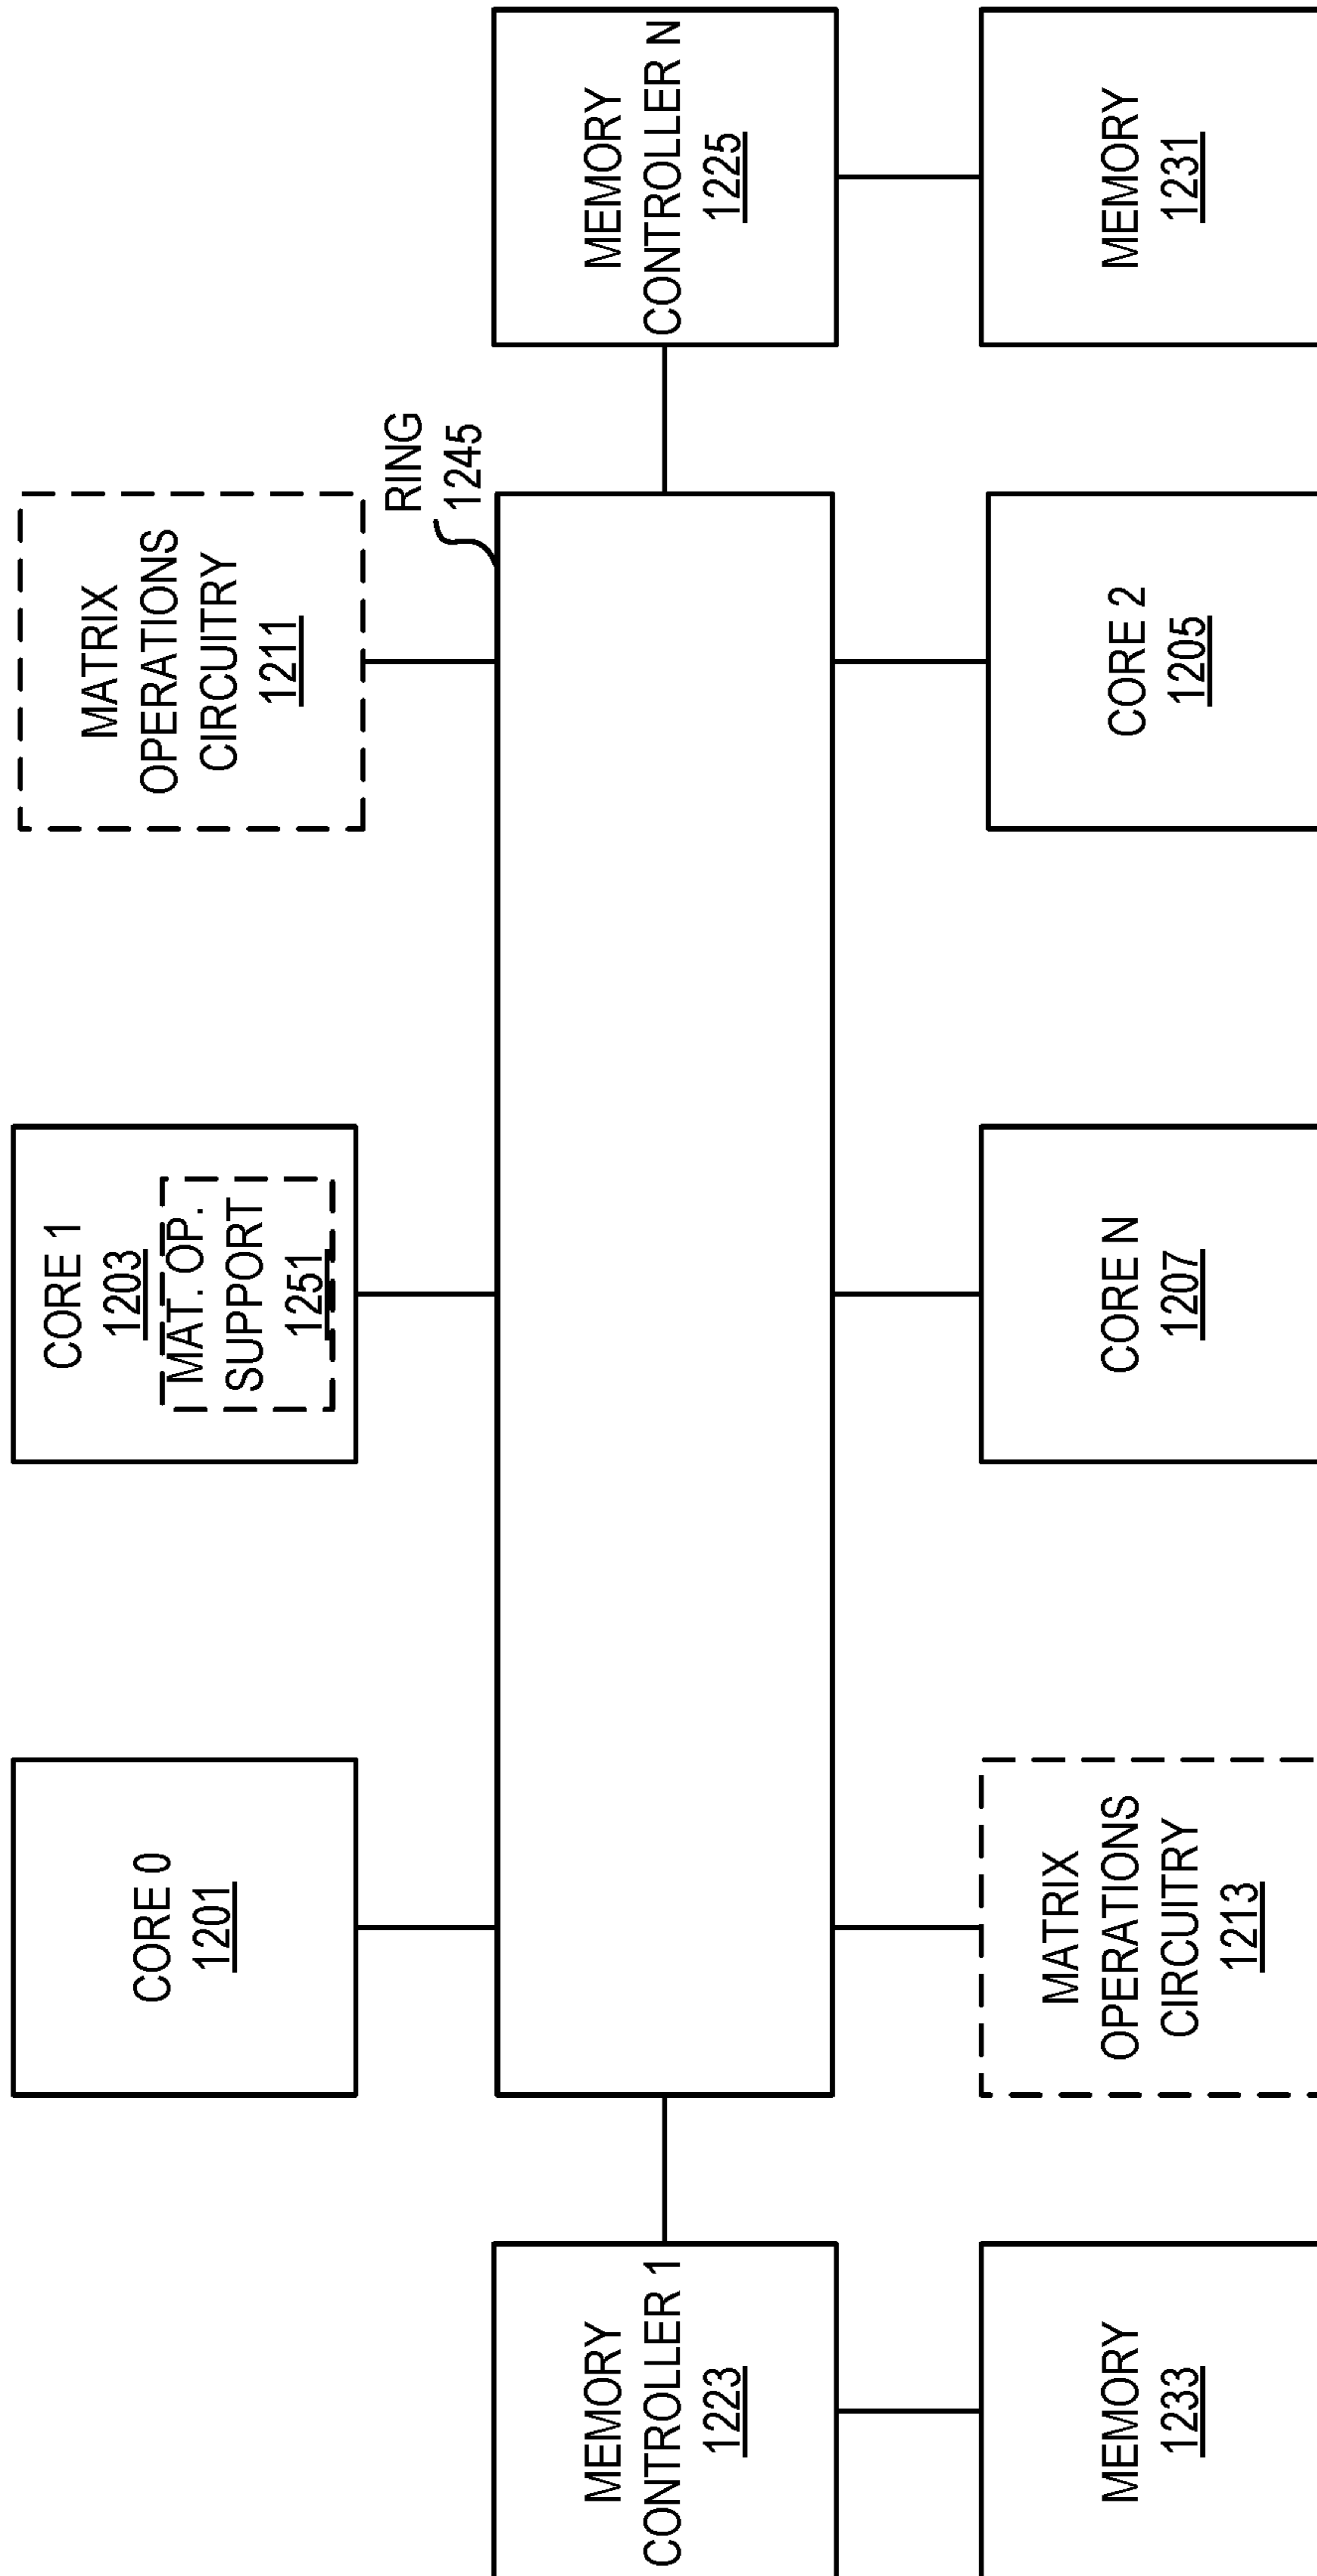 CORE 0
1201
CORE 1
1203
MAT. OP.
SUPPORT
1251
MATRIX
OPERATIONS
CIRCUITRY
1211
RING
1245
MEMORY
CONTROLLER 1
1223
MEMORY
CONTROLLER N
1225
MEMORY
1233
MATRIX
OPERATIONS
CIRCUITRY
1213
CORE N
1207
CORE 2
1205
MEMORY
1231